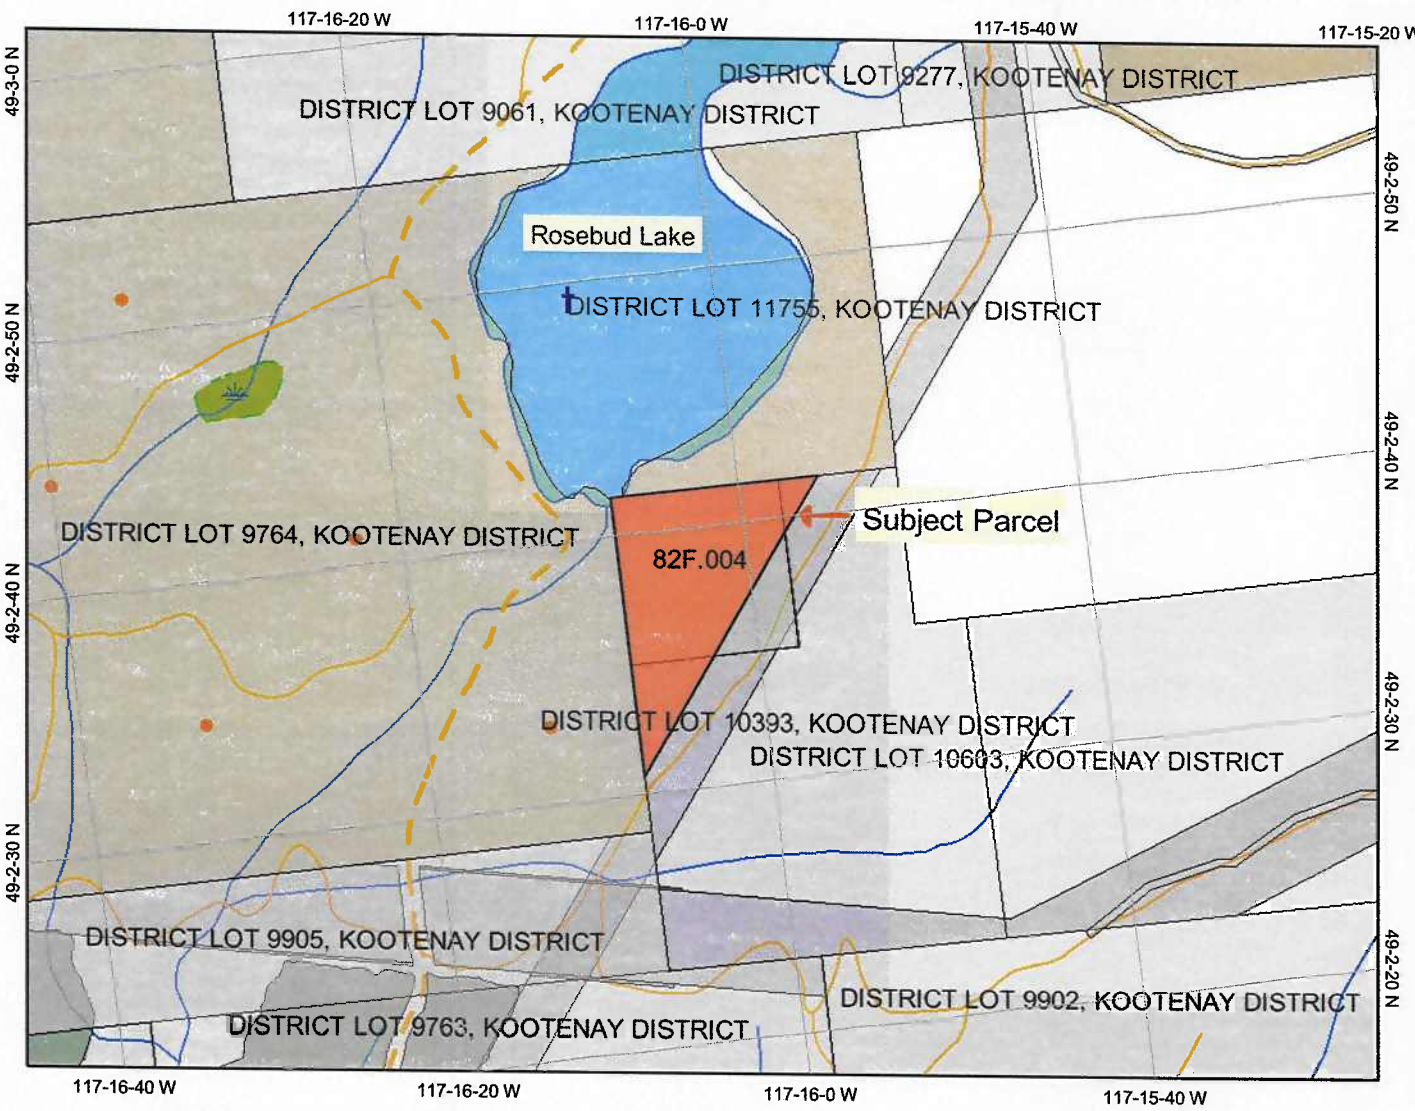 117-16-20 W
117-16-0 W
117-15-40 W
117-15-20 W
49-3-0 N
DISTRICT LOT 9277, KOOTENAY DISTRICT
DISTRICT LOT 9061, KOOTENAY DISTRICT
49-2-50 N
Rosebud Lake
DISTRICT LOT 11755, KOOTENAY DISTRICT
49-2-50 N
49-2-40 N
Subject Parcel
DISTRICT LOT 9764, KOOTENAY DISTRICT
82F.004
49-2-40 N
49-2-30 N
DISTRICT LOT 10393, KOOTENAY DISTRICT
DISTRICT LOT 10603, KOOTENAY DISTRICT
49-2-30 N
DISTRICT LOT 9905, KOOTENAY DISTRICT
49-2-20 N
DISTRICT LOT 9902, KOOTENAY DISTRICT
DISTRICT LOT 9763, KOOTENAY DISTRICT
117-16-40 W
117-16-20 W
117-16-0 W
117-15-40 W